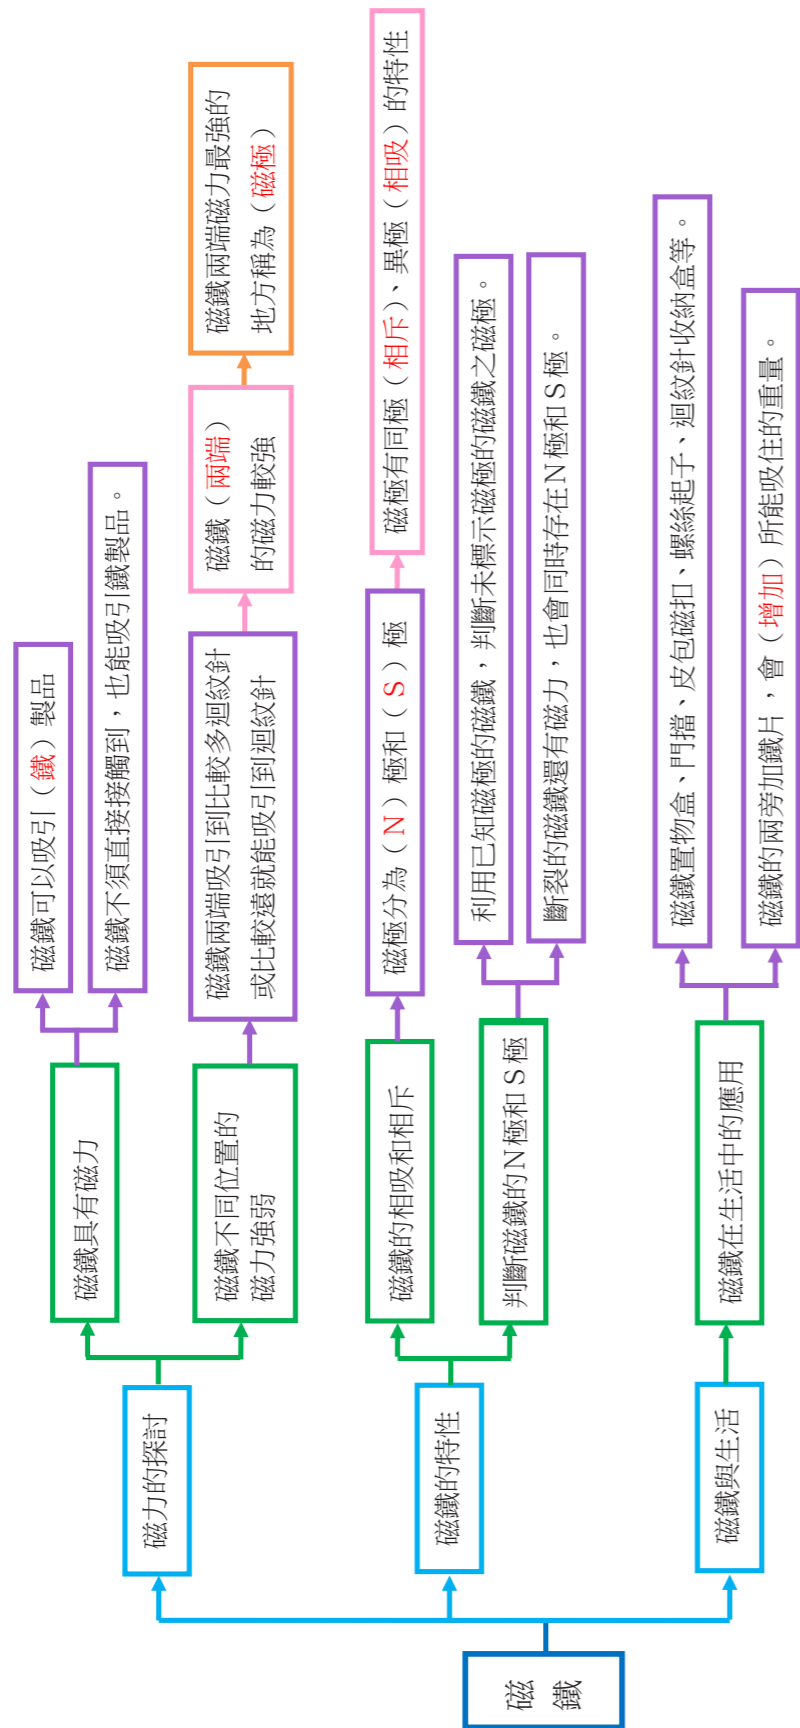 磁
鐵
磁力的探討
磁鐵具有磁力
磁鐵可以吸引（鐵）製品
磁鐵不須直接接觸到，也能吸引鐵製品。
磁鐵不同位置的
磁力強弱
磁鐵兩端吸引到比較多迴紋針
或比較遠就能吸引到迴紋針
磁鐵（兩端）
的磁力較強
磁鐵兩端磁力最強的
地方稱為（磁極）
磁鐵的特性
磁鐵的相吸和相斥
磁極分為（N）極和（S）極
磁極有同極（相斥）、異極（相吸）的特性
判斷磁鐵的N極和S極
利用已知磁極的磁鐵，判斷未標示磁極的磁鐵之磁極。
斷裂的磁鐵還有磁力，也會同時存在N極和S極。
磁鐵與生活
磁鐵在生活中的應用
磁鐵置物盒、門擋、皮包磁扣、螺絲起子、迴紋針收納盒等。
磁鐵的兩旁加鐵片，會（增加）所能吸住的重量。